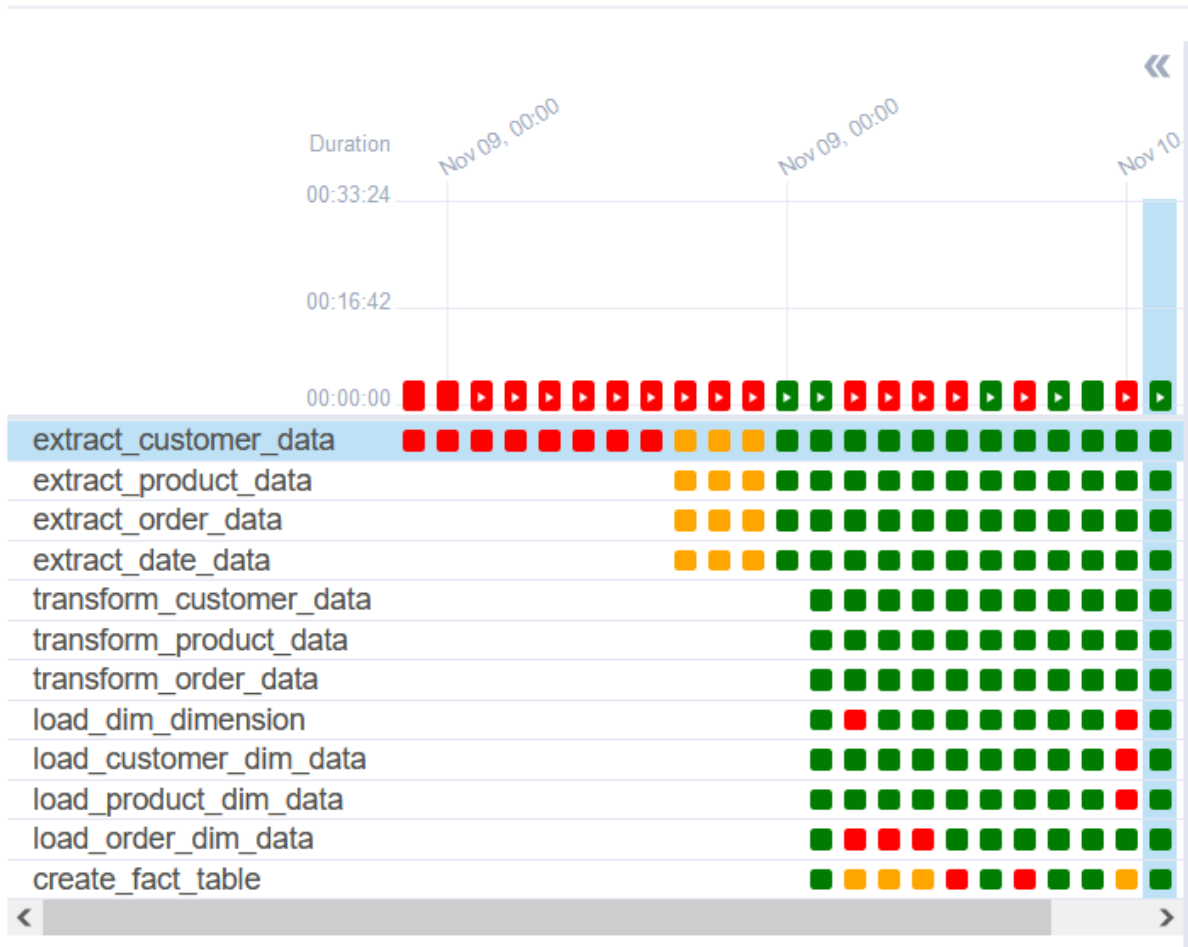 Duration
Nov 09, 00:00
Nov 09, 00:00
Nov 10,
00:33:24
00:16:42
00:00:00
extract_customer_data
extract_product_data
extract_order_data
extract_date_data
transform_customer_data
transform_product_data
transform_order_data
load_dim_dimension
load_customer_dim_data
load_product_dim_data
load_order_dim_data
create_fact_table